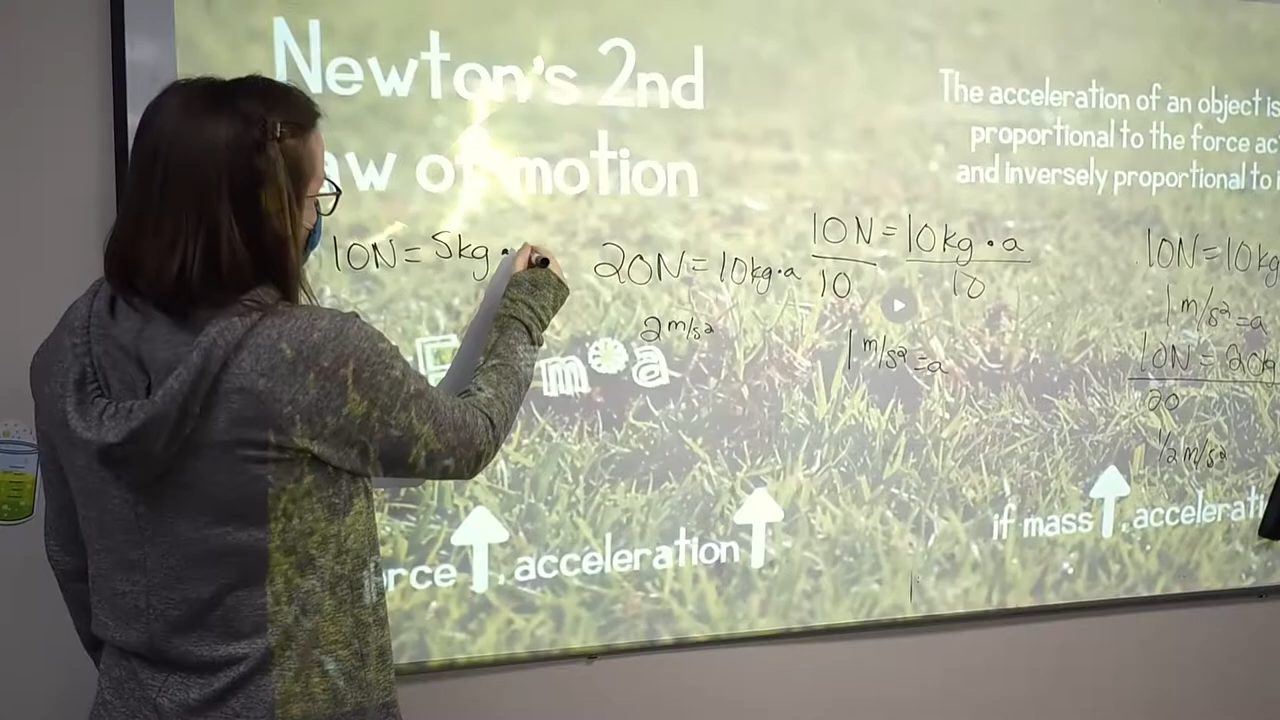 Newton's 2nd
aw of motion
The acceleration of an object is
proportional to the force ac
and inversely proportional to i
10N = 5kg •
20N = 10kg • a
2 m/s²
10N = 10kg • a
10 10
1 m/s² = a
10N = 10kg
1 m/s² = a
10N = 20kg
20
1/2 m/s²
F m*a
orce ↑, acceleration ↑
if mass ↑, accelerati